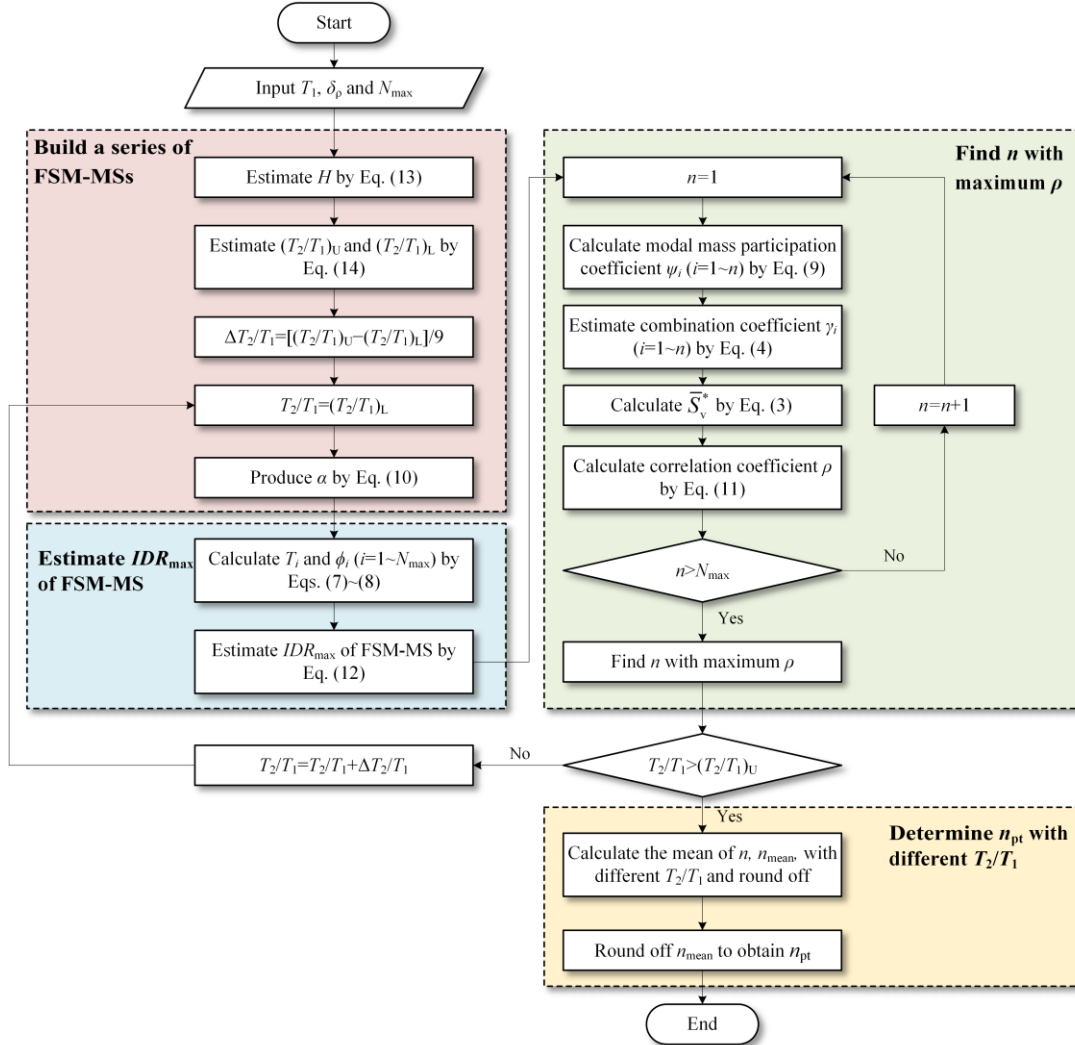 Start
Input T₁, δρ and Nmax
Build a series of
FSM-MSs
Estimate H by Eq. (13)
Estimate (T₂/T₁)U and (T₂/T₁)L by
Eq. (14)
ΔT₂/T₁=[(T₂/T₁)U−(T₂/T₁)L]/9
T₂/T₁=(T₂/T₁)L
Produce α by Eq. (10)
Estimate IDRmax
of FSM-MS
Calculate Tᵢ and ϕᵢ (i=1~Nmax) by
Eqs. (7)~(8)
Estimate IDRmax of FSM-MS by
Eq. (12)
Find n with
maximum ρ
n=1
Calculate modal mass participation
coefficient ψᵢ (i=1~n) by Eq. (9)
Estimate combination coefficient γᵢ
(i=1~n) by Eq. (4)
Calculate S̅ᵥ* by Eq. (3)
n=n+1
Calculate correlation coefficient ρ
by Eq. (11)
n>Nmax
No
Yes
Find n with maximum ρ
T₂/T₁=T₂/T₁+ΔT₂/T₁
No
T₂/T₁>(T₂/T₁)U
Yes
Determine npt with
different T₂/T₁
Calculate the mean of n, nmean, with
different T₂/T₁ and round off
Round off nmean to obtain npt
End